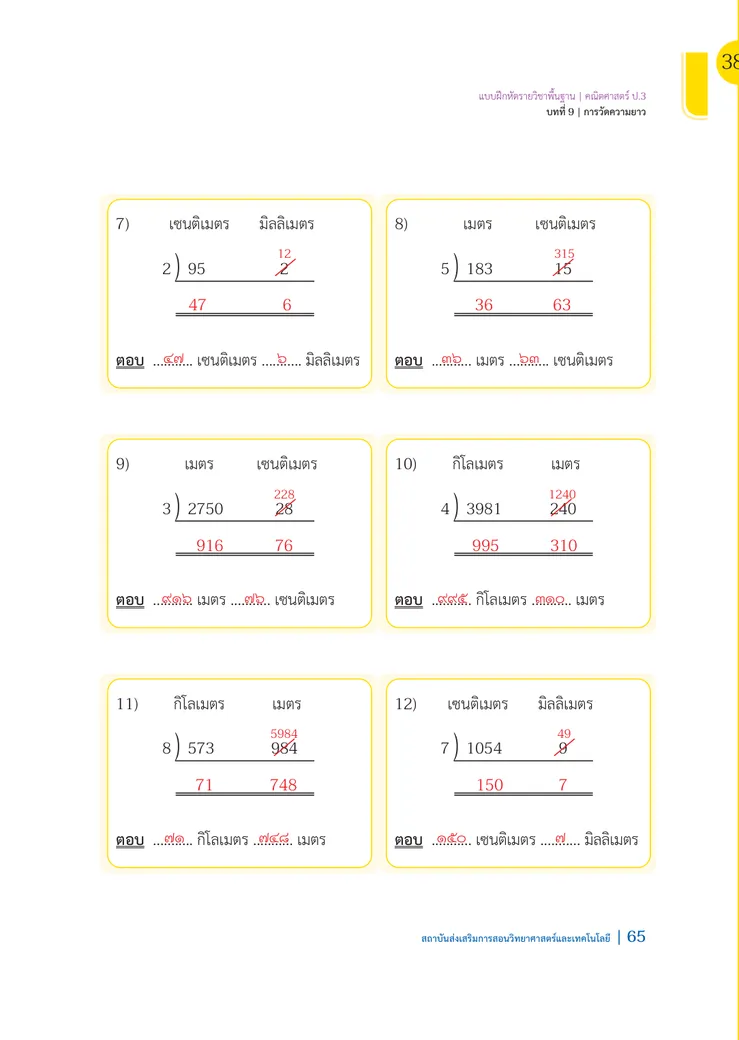 38
แบบฝึกหัดรายวิชาพื้นฐาน | คณิตศาสตร์ ป.3
บทที่ 9 | การวัดความยาว
7) เซนติเมตร มิลลิเมตร
12
2 ) 95 2
47 6
ตอบ ๔๗ เซนติเมตร ๖ มิลลิเมตร
8) เมตร เซนติเมตร
315
5 ) 183 15
36 63
ตอบ ๓๖ เมตร ๖๓ เซนติเมตร
9) เมตร เซนติเมตร
228
3 ) 2750 28
916 76
ตอบ ๙๑๖ เมตร ๗๖ เซนติเมตร
10) กิโลเมตร เมตร
1240
4 ) 3981 240
995 310
ตอบ ๙๙๕ กิโลเมตร ๓๑๐ เมตร
11) กิโลเมตร เมตร
5984
8 ) 573 984
71 748
ตอบ ๗๑ กิโลเมตร ๗๔๘ เมตร
12) เซนติเมตร มิลลิเมตร
49
7 ) 1054 9
150 7
ตอบ ๑๕๐ เซนติเมตร ๗ มิลลิเมตร
สถาบันส่งเสริมการสอนวิทยาศาสตร์และเทคโนโลยี | 65